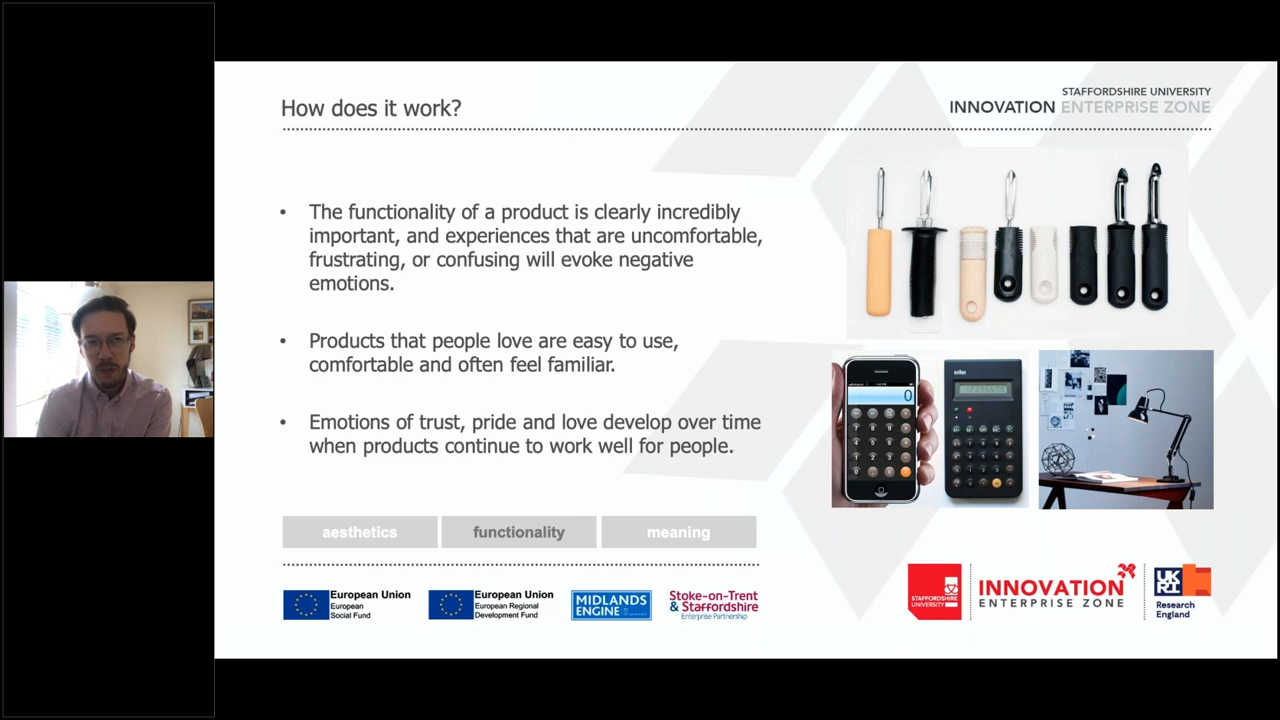 How does it work?
STAFFORDSHIRE UNIVERSITY
INNOVATION ENTERPRISE ZONE
• The functionality of a product is clearly incredibly
important, and experiences that are uncomfortable,
frustrating, or confusing will evoke negative
emotions.
• Products that people love are easy to use,
comfortable and often feel familiar.
• Emotions of trust, pride and love develop over time
when products continue to work well for people.
aesthetics
functionality
meaning
European Union
European
Social Fund
European Union
European Regional
Development Fund
MIDLANDS
ENGINE
Stoke-on-Trent
& Staffordshire
Enterprise Partnership
STAFFORDSHIRE
UNIVERSITY
INNOVATION
ENTERPRISE ZONE
UK
RI
Research
England
0
BRAUN